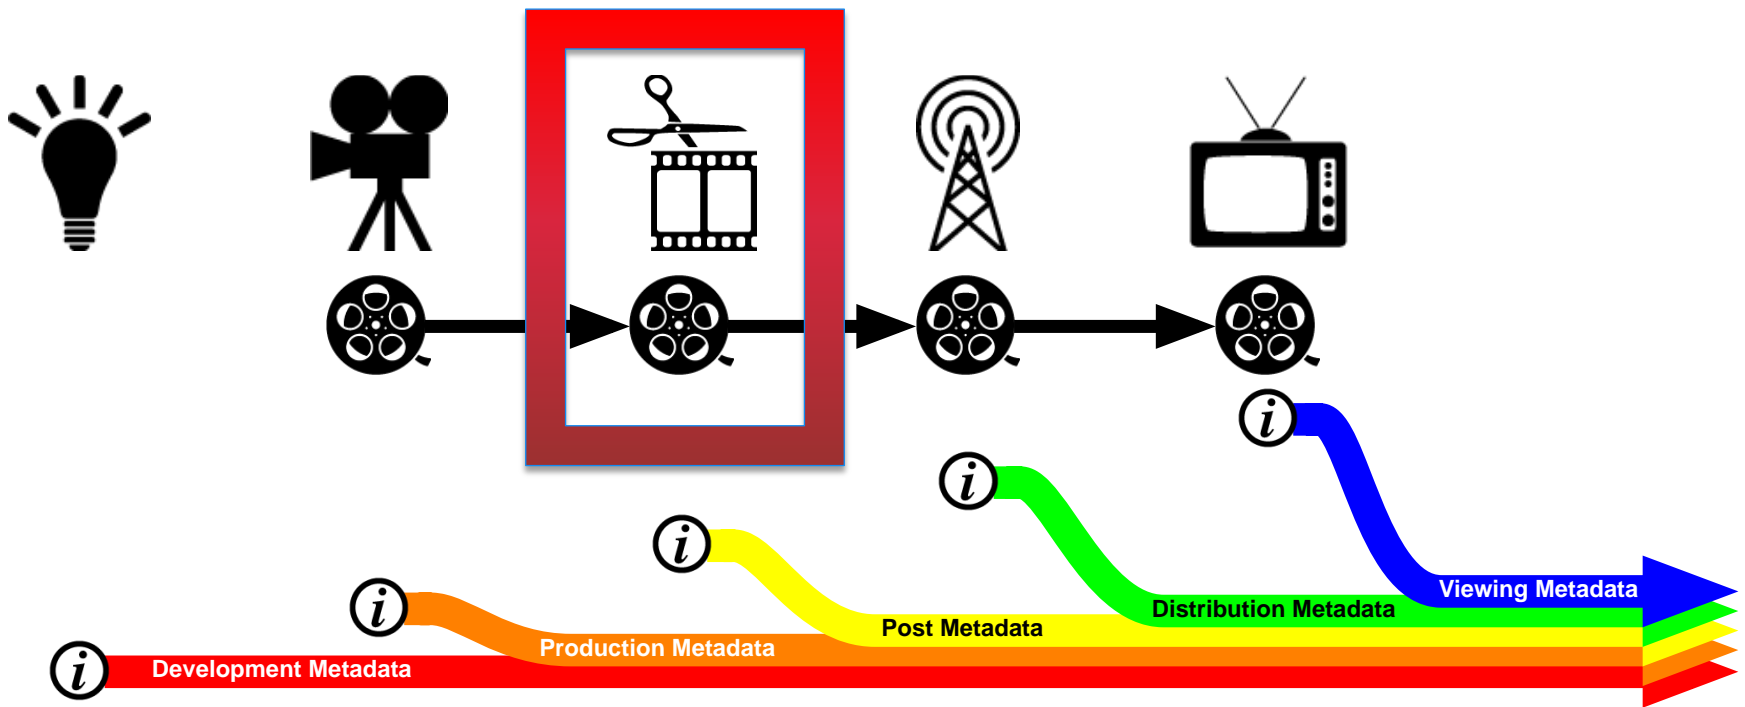 i
i
Viewing Metadata
i
Distribution Metadata
i
Post Metadata
i
Production Metadata
Development Metadata